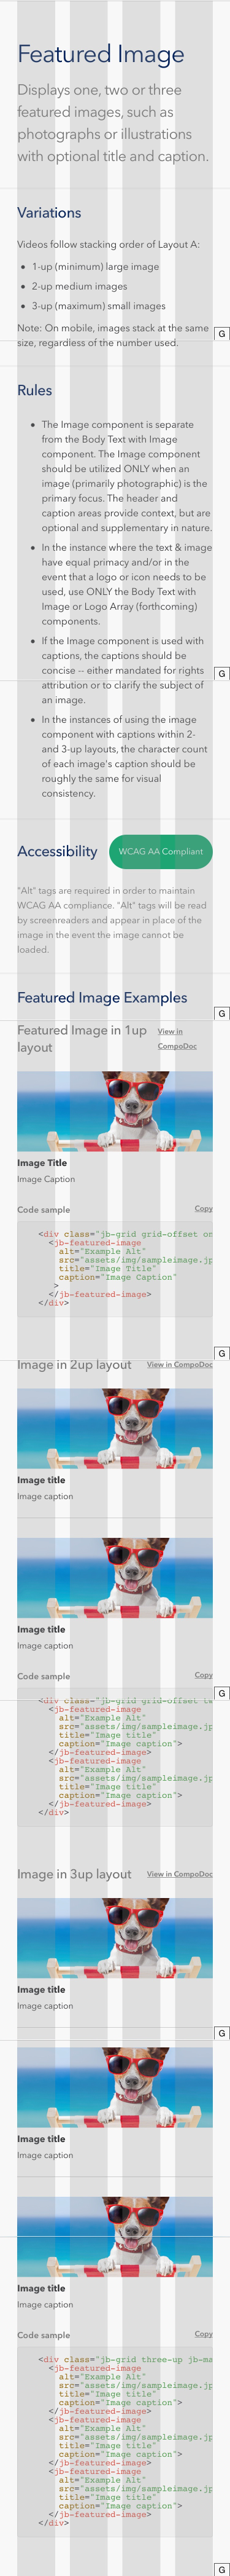 Featured Image
Displays one, two or three
featured images, such as
photographs or illustrations
with optional title and caption.
Variations
Videos follow stacking order of Layout A:
• 1-up (minimum) large image
• 2-up medium images
• 3-up (maximum) small images
Note: On mobile, images stack at the same
G
size, regardless of the number used.
Rules
• The Image component is separate
from the Body Text with Image
component. The Image component
should be utilized ONLY when an
image (primarily photographic) is the
primary focus. The header and
caption areas provide context, but are
optional and supplementary in nature.
• In the instance where the text & image
have equal privacy and/or in the
event that a logo or icon needs to be
used, use ONLY the Body Text with
Image or Logo Array (forthcoming)
components.
• If the Image component is used with
captions, the captions should be
concise -- either mandated for rights
G
attribution or to clarify the subject of
an image.
• In the instances of using the image
component with captions within 2-
and 3-up layouts, the character count
of each image's caption should be
roughly the same for visual
consistency.
Accessibility
WCAG AA Compliant
"Alt" tags are required in order to maintain
WCAG AA compliance. "Alt" tags will be read
by screenreaders and appear in place of the
image in the event the image cannot be
loaded.
Featured Image Examples
G
Featured Image in 1up
layout
View in
CompoDoc
Image Title
Image Caption
Code sample
Copy
<div class="jb-grid grid-offset on
<jb-featured-image
alt="Example Alt"
src="assets/img/sampleimage.jp
title="Image Title"
caption="Image Caption"
>
</jb-featured-image>
</div>
G
Image in 2up layout
View in CompoDoc
Image title
Image caption
Image title
Image caption
Code sample
Copy
G
<div class="jb-grid grid-offset tw
<jb-featured-image
alt="Example Alt"
src="assets/img/sampleimage.jp
title="Image title"
caption="Image caption">
</jb-featured-image>
<jb-featured-image
alt="Example Alt"
src="assets/img/sampleimage.jp
title="Image title"
caption="Image caption">
</jb-featured-image>
</div>
Image in 3up layout
View in CompoDoc
Image title
Image caption
G
Image title
Image caption
Image title
Image caption
Code sample
Copy
<div class="jb-grid three-up jb-ma
<jb-featured-image
alt="Example Alt"
src="assets/img/sampleimage.jp
title="Image title"
caption="Image caption">
</jb-featured-image>
<jb-featured-image
alt="Example Alt"
src="assets/img/sampleimage.jp
title="Image title"
caption="Image caption">
</jb-featured-image>
<jb-featured-image
alt="Example Alt"
src="assets/img/sampleimage.jp
title="Image title"
caption="Image caption">
</jb-featured-image>
</div>
G